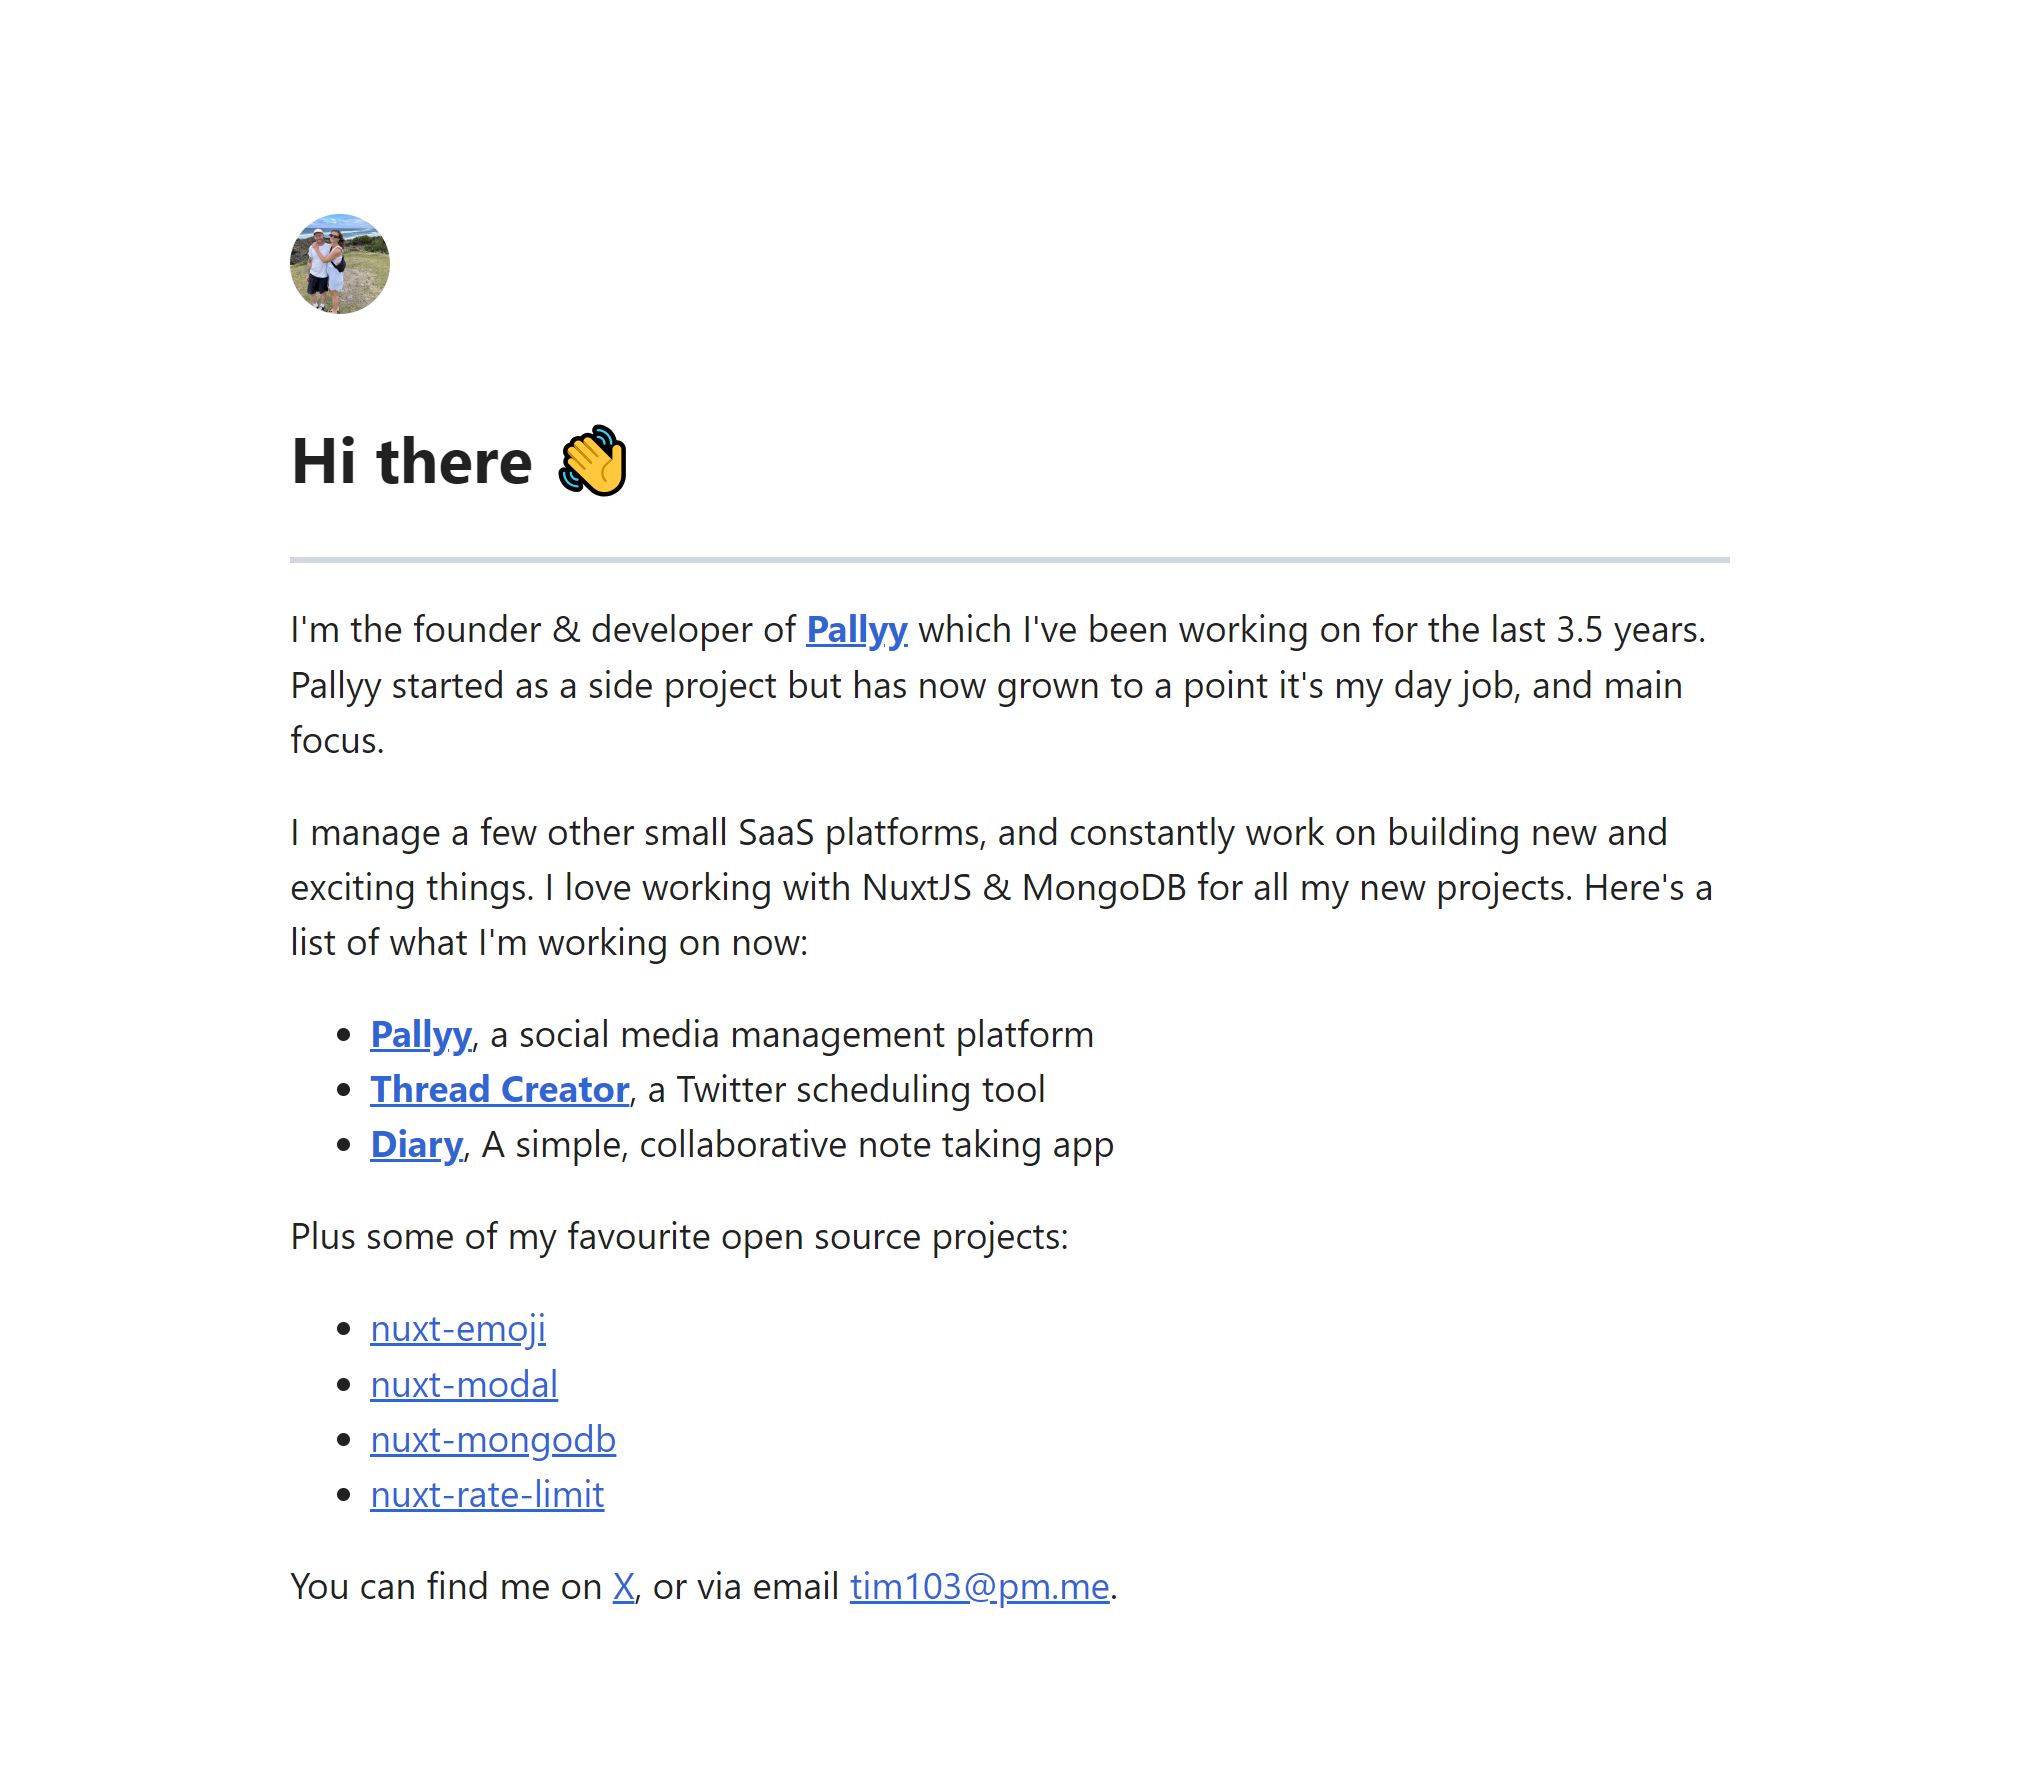 Hi there 👋
I'm the founder & developer of Pallyy which I've been working on for the last 3.5 years.
Pallyy started as a side project but has now grown to a point it's my day job, and main
focus.
I manage a few other small SaaS platforms, and constantly work on building new and
exciting things. I love working with NuxtJS & MongoDB for all my new projects. Here's a
list of what I'm working on now:
• Pallyy, a social media management platform
• Thread Creator, a Twitter scheduling tool
• Diary, A simple, collaborative note taking app
Plus some of my favourite open source projects:
• nuxt-emoji
• nuxt-modal
• nuxt-mongodb
• nuxt-rate-limit
You can find me on X, or via email tim103@pm.me.